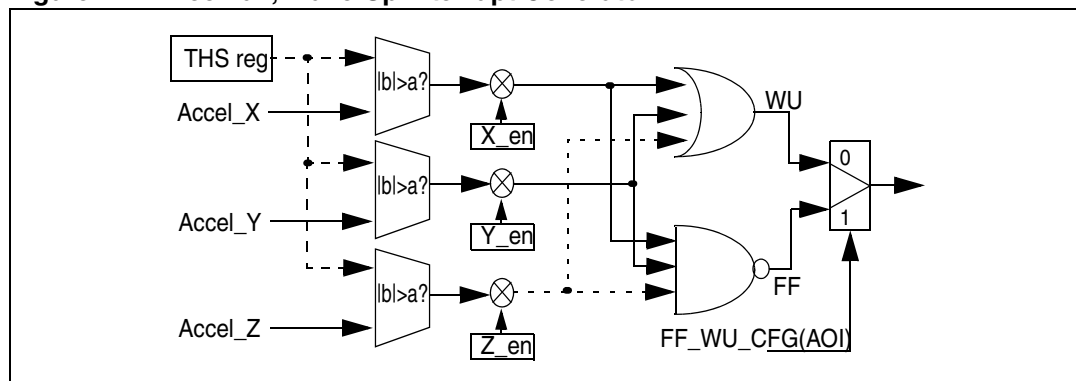 THS reg
|b|>a?
Accel_X
X_en
WU
0
|b|>a?
Accel_Y
Y_en
1
FF
|b|>a?
Accel_Z
Z_en
FF_WU_CFG(AOI)